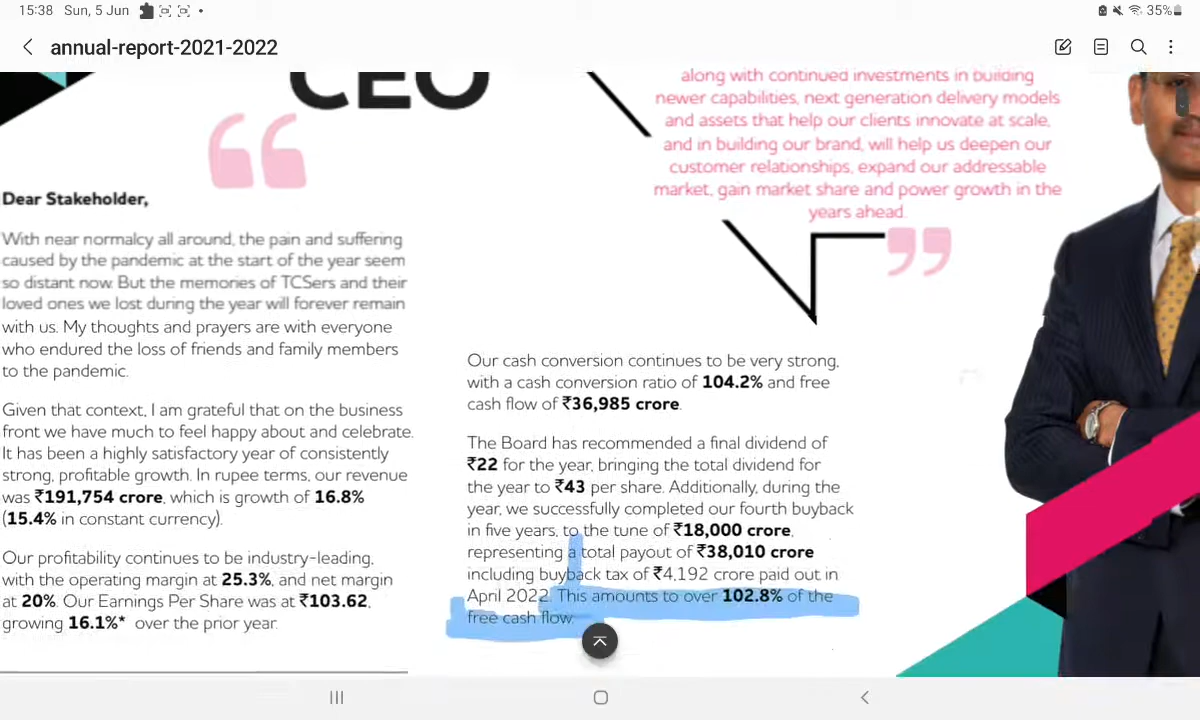 15:38 Sun, 5 Jun
35%
annual-report-2021-2022
CEO
Dear Stakeholder,
With near normalcy all around, the pain and suffering
caused by the pandemic at the start of the year seem
so distant now. But the memories of TCSers and their
loved ones we lost during the year will forever remain
with us. My thoughts and prayers are with everyone
who endured the loss of friends and family members
to the pandemic.
Given that context, I am grateful that on the business
front we have much to feel happy about and celebrate.
It has been a highly satisfactory year of consistently
strong, profitable growth. In rupee terms, our revenue
was ₹191,754 crore, which is growth of 16.8%
(15.4% in constant currency).
Our profitability continues to be industry-leading,
with the operating margin at 25.3%, and net margin
at 20%. Our Earnings Per Share was at ₹103.62,
growing 16.1%* over the prior year.
along with continued investments in building
newer capabilities, next generation delivery models
and assets that help our clients innovate at scale,
and in building our brand, will help us deepen our
customer relationships, expand our addressable
market, gain market share and power growth in the
years ahead.
Our cash conversion continues to be very strong,
with a cash conversion ratio of 104.2% and free
cash flow of ₹36,985 crore.
The Board has recommended a final dividend of
₹22 for the year, bringing the total dividend for
the year to ₹43 per share. Additionally, during the
year, we successfully completed our fourth buyback
in five years, to the tune of ₹18,000 crore,
representing a total payout of ₹38,010 crore
including buyback tax of ₹4,192 crore paid out in
April 2022. This amounts to over 102.8% of the
free cash flow.